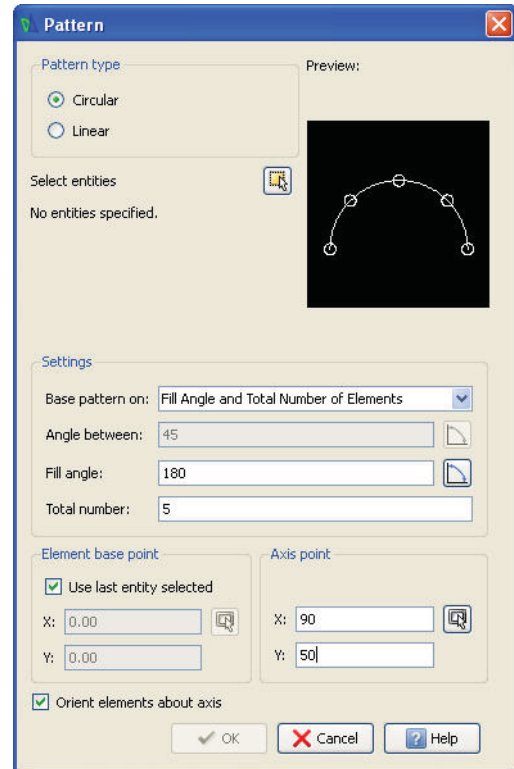 Pattern
Pattern type
Circular
Linear
Preview:
Select entities
No entities specified.
Settings
Base pattern on: Fill Angle and Total Number of Elements
Angle between: 45
Fill angle: 180
Total number: 5
Element base point
Use last entity selected
X: 0.00
Y: 0.00
Axis point
X: 90
Y: 50
Orient elements about axis
OK Cancel ? Help